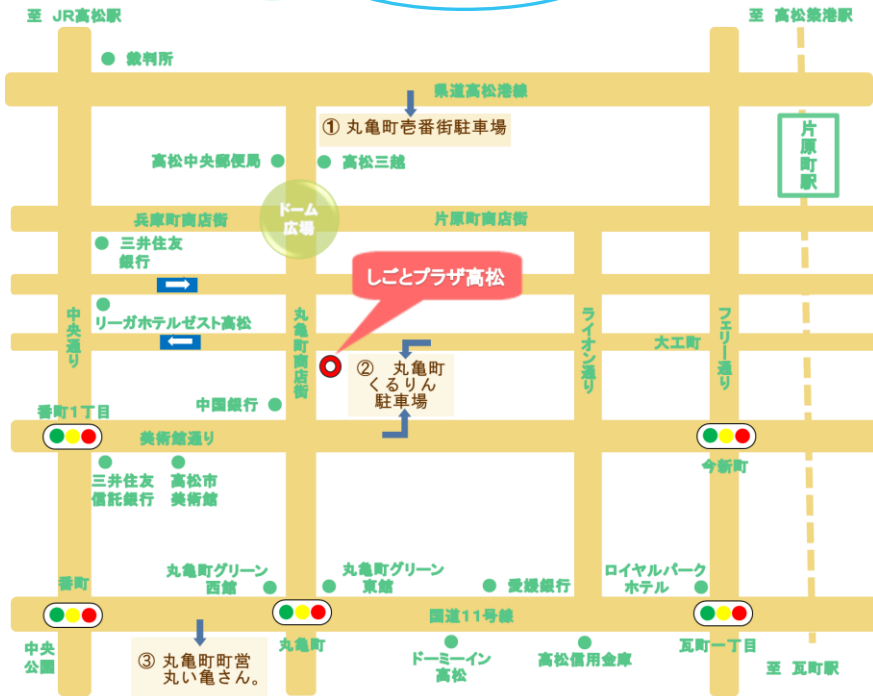 至 JR高松駅
至 高松築港駅
裁判所
県道高松港線
① 丸亀町壱番街駐車場
片原町駅
高松中央郵便局
高松三越
ドーム
広場
兵庫町商店街
片原町商店街
三井住友
銀行
しごとプラザ高松
中央通り
リーガホテルゼスト高松
丸亀町商店街
ライオン通り
フェリー通り
大工町
② 丸亀町
くるりん
駐車場
中国銀行
番町1丁目
美術館通り
今新町
三井住友
信託銀行
高松市
美術館
丸亀町グリーン
西館
丸亀町グリーン
東館
愛媛銀行
ロイヤルパーク
ホテル
番町
国道11号線
中央
公園
丸亀町
瓦町一丁目
③ 丸亀町町営
丸い亀さん。
ドーミーイン
高松
高松信用金庫
至 瓦町駅